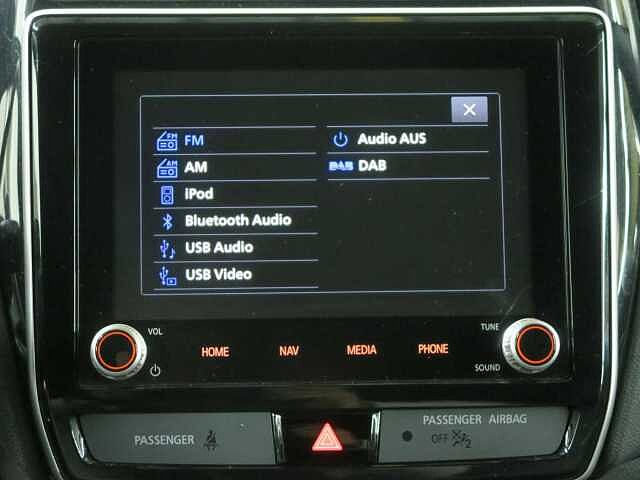 FM
AM
iPod
Bluetooth Audio
USB Audio
USB Video
Audio AUS
DAB
VOL
TUNE
SOUND
HOME NAV MEDIA PHONE
PASSENGER
PASSENGER AIRBAG
OFF
2